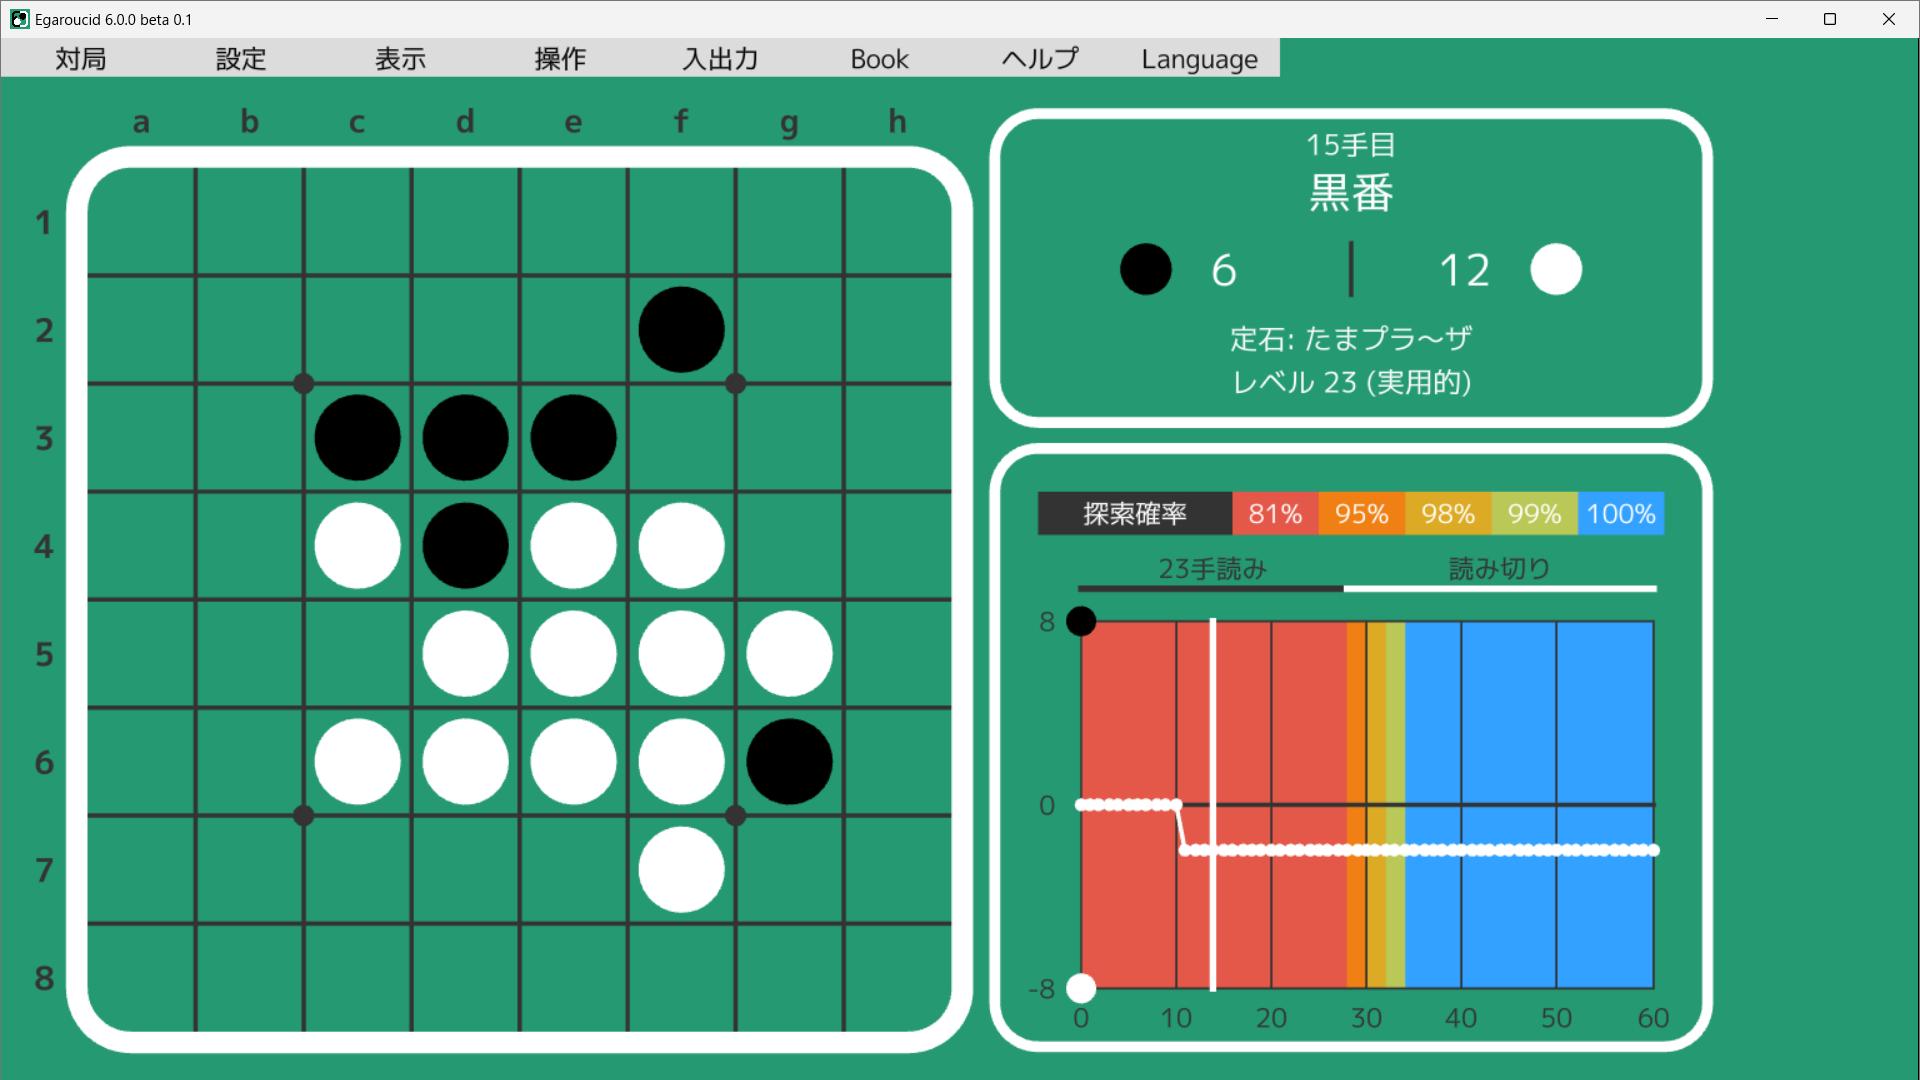 Egaroucid 6.0.0 beta 0.1
対局 設定 表示 操作 入出力 Book ヘルプ Language
a b c d e f g h
1
2
3
4
5
6
7
8
15手目
黒番
6 12
定石: たまプラ〜ザ
レベル 23 (実用的)
探索確率 81% 95% 98% 99% 100%
23手読み 読み切り
8
0
-8
0 10 20 30 40 50 60